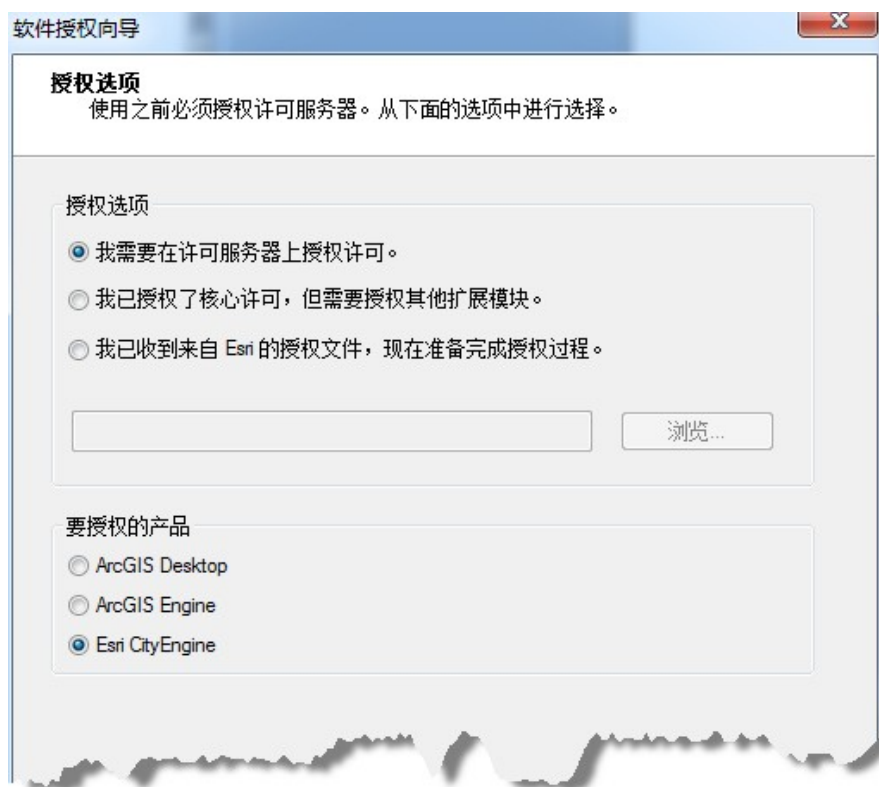 软件授权向导
授权选项
使用之前必须授权许可服务器。从下面的选项中进行选择。
授权选项
我需要在许可服务器上授权许可。
我已授权了核心许可，但需要授权其他扩展模块。
我已收到来自 Esri 的授权文件，现在准备完成授权过程。
浏览...
要授权的产品
ArcGIS Desktop
ArcGIS Engine
Esri CityEngine